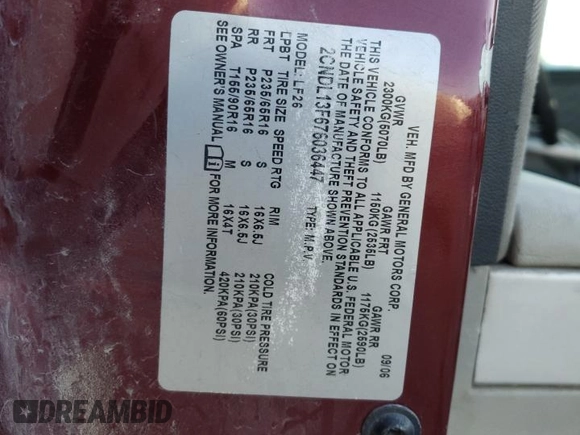 VEH. MFD BY GENERAL MOTORS CORP. 09/06
GVWR GAWR FRT GAWR RR
2300KG(5070LB) 1150KG(2535LB) 1175KG(2590LB)
THIS VEHICLE CONFORMS TO ALL APPLICABLE U.S. FEDERAL MOTOR
VEHICLE SAFETY AND THEFT PREVENTION STANDARDS IN EFFECT ON
THE DATE OF MANUFACTURE SHOWN ABOVE.
2CNDL13F676036447 TYPE: M.P.V
MODEL: LF26
LPBT TIRE SIZE SPEED RTG RIM COLD TIRE PRESSURE
FRT P235/65R16 S 16X6.5J 210KPA(30PSI)
RR P235/65R16 S 16X6.5J 210KPA(30PSI)
SPA T155/90R16 M 16X4T 420KPA(60PSI)
SEE OWNER'S MANUAL i FOR MORE INFORMATION.
DREAMBID